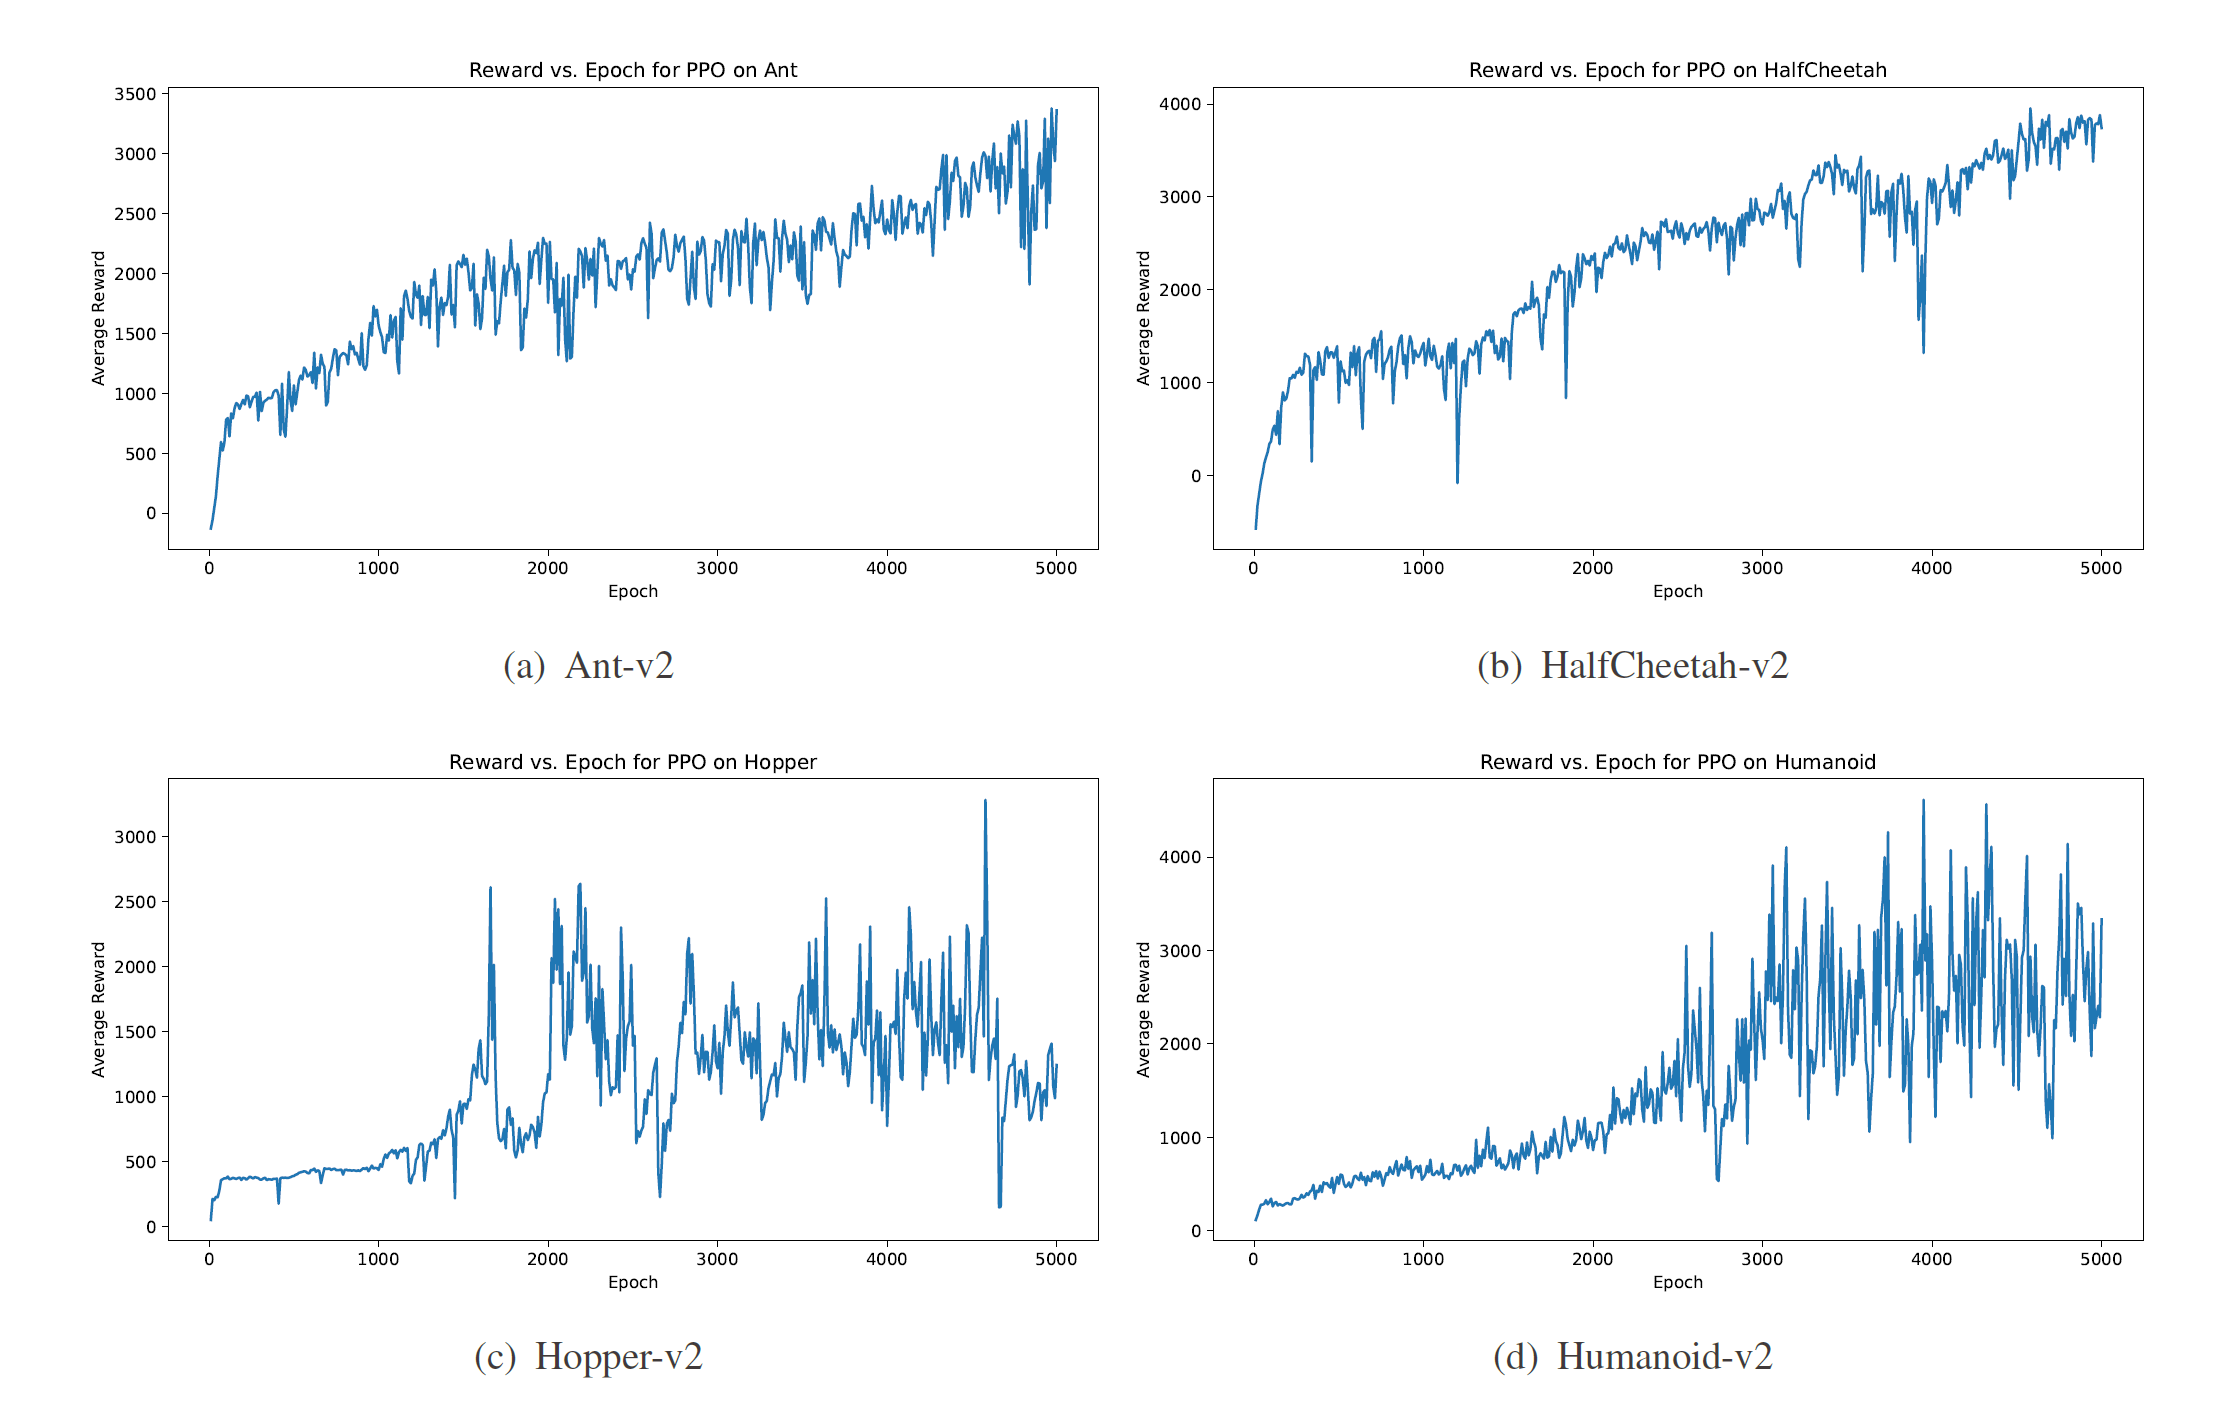 Reward vs. Epoch for PPO on Ant
3500
3000
2500
2000
1500
1000
500
0
Average Reward
0 1000 2000 3000 4000 5000
Epoch
(a) Ant-v2
Reward vs. Epoch for PPO on HalfCheetah
4000
3000
2000
1000
0
Average Reward
0 1000 2000 3000 4000 5000
Epoch
(b) HalfCheetah-v2
Reward vs. Epoch for PPO on Hopper
3000
2500
2000
1500
1000
500
0
Average Reward
0 1000 2000 3000 4000 5000
Epoch
(c) Hopper-v2
Reward vs. Epoch for PPO on Humanoid
4000
3000
2000
1000
0
Average Reward
0 1000 2000 3000 4000 5000
Epoch
(d) Humanoid-v2